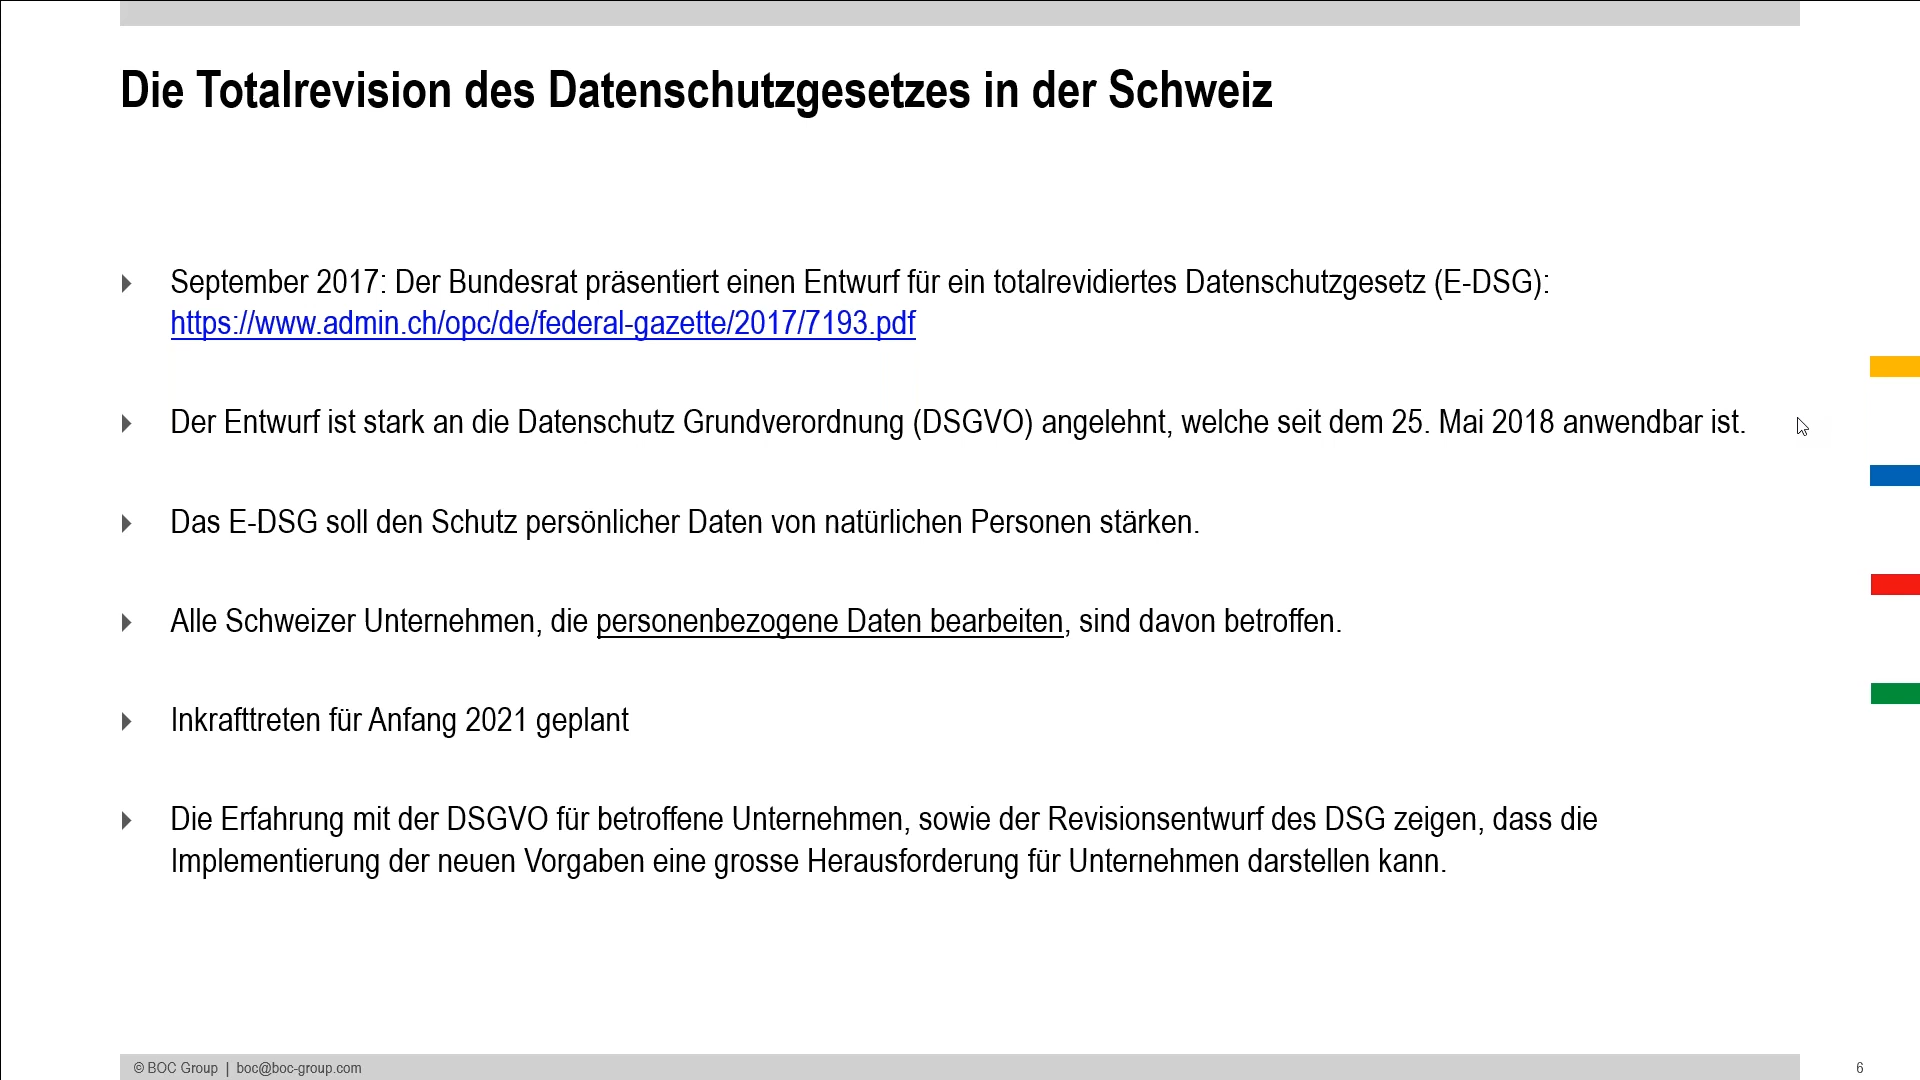 Die Totalrevision des Datenschutzgesetzes in der Schweiz
September 2017: Der Bundesrat präsentiert einen Entwurf für ein totalrevidiertes Datenschutzgesetz (E-DSG):
https://www.admin.ch/opc/de/federal-gazette/2017/7193.pdf
Der Entwurf ist stark an die Datenschutz Grundverordnung (DSGVO) angelehnt, welche seit dem 25. Mai 2018 anwendbar ist.
Das E-DSG soll den Schutz persönlicher Daten von natürlichen Personen stärken.
Alle Schweizer Unternehmen, die personenbezogene Daten bearbeiten, sind davon betroffen.
Inkrafttreten für Anfang 2021 geplant
Die Erfahrung mit der DSGVO für betroffene Unternehmen, sowie der Revisionsentwurf des DSG zeigen, dass die
Implementierung der neuen Vorgaben eine grosse Herausforderung für Unternehmen darstellen kann.
© BOC Group | boc@boc-group.com
6